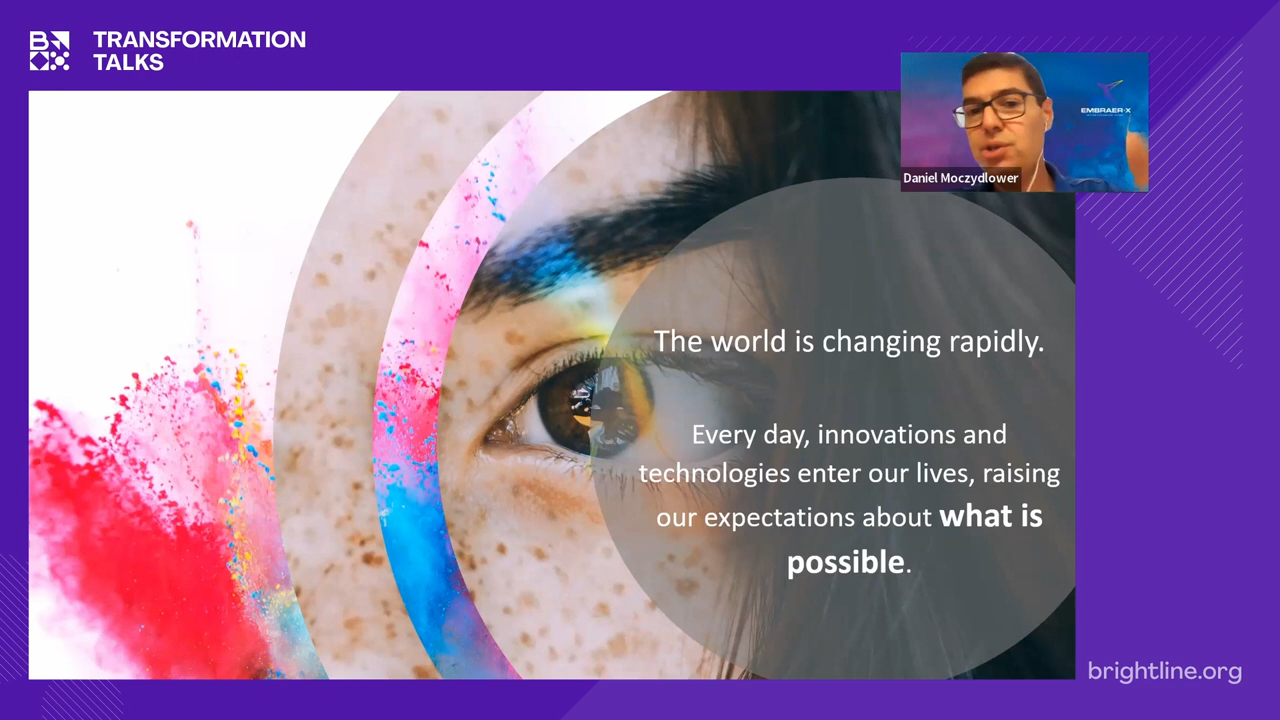 TRANSFORMATION
TALKS
EMBRAER-X
Daniel Moczydlower
The world is changing rapidly.
Every day, innovations and
technologies enter our lives, raising
our expectations about what is
possible.
brightline.org